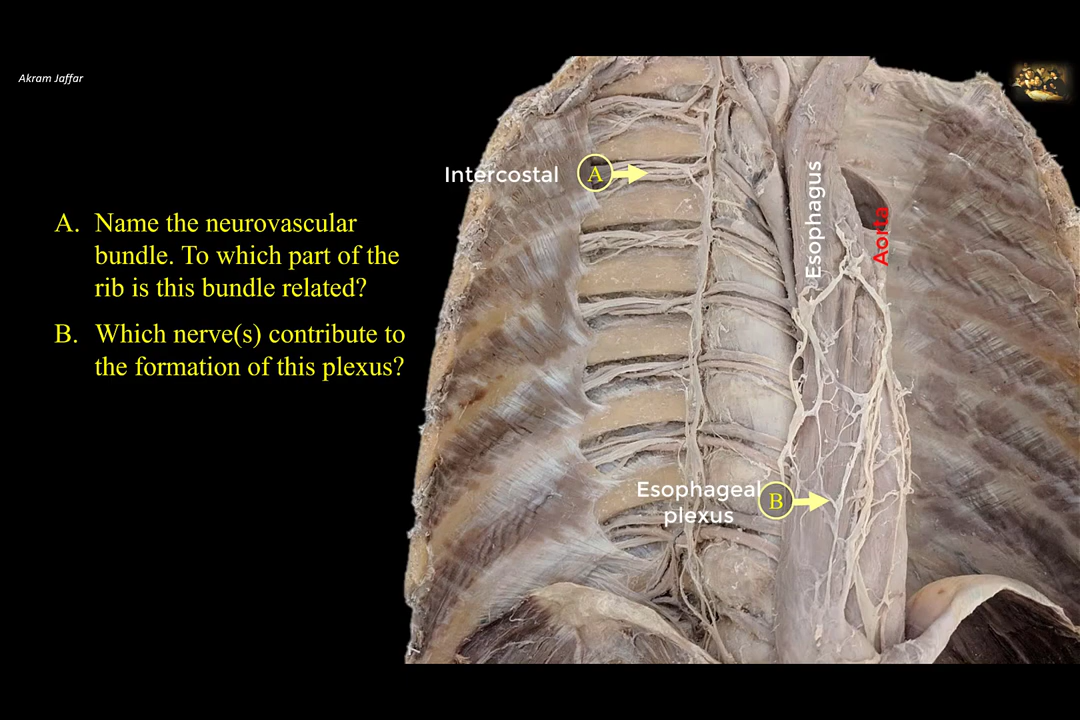 Akram Jaffar
Intercostal
A
A. Name the neurovascular
bundle. To which part of the
rib is this bundle related?
B. Which nerve(s) contribute to
the formation of this plexus?
Esophagus
Aorta
Esophageal
plexus
B